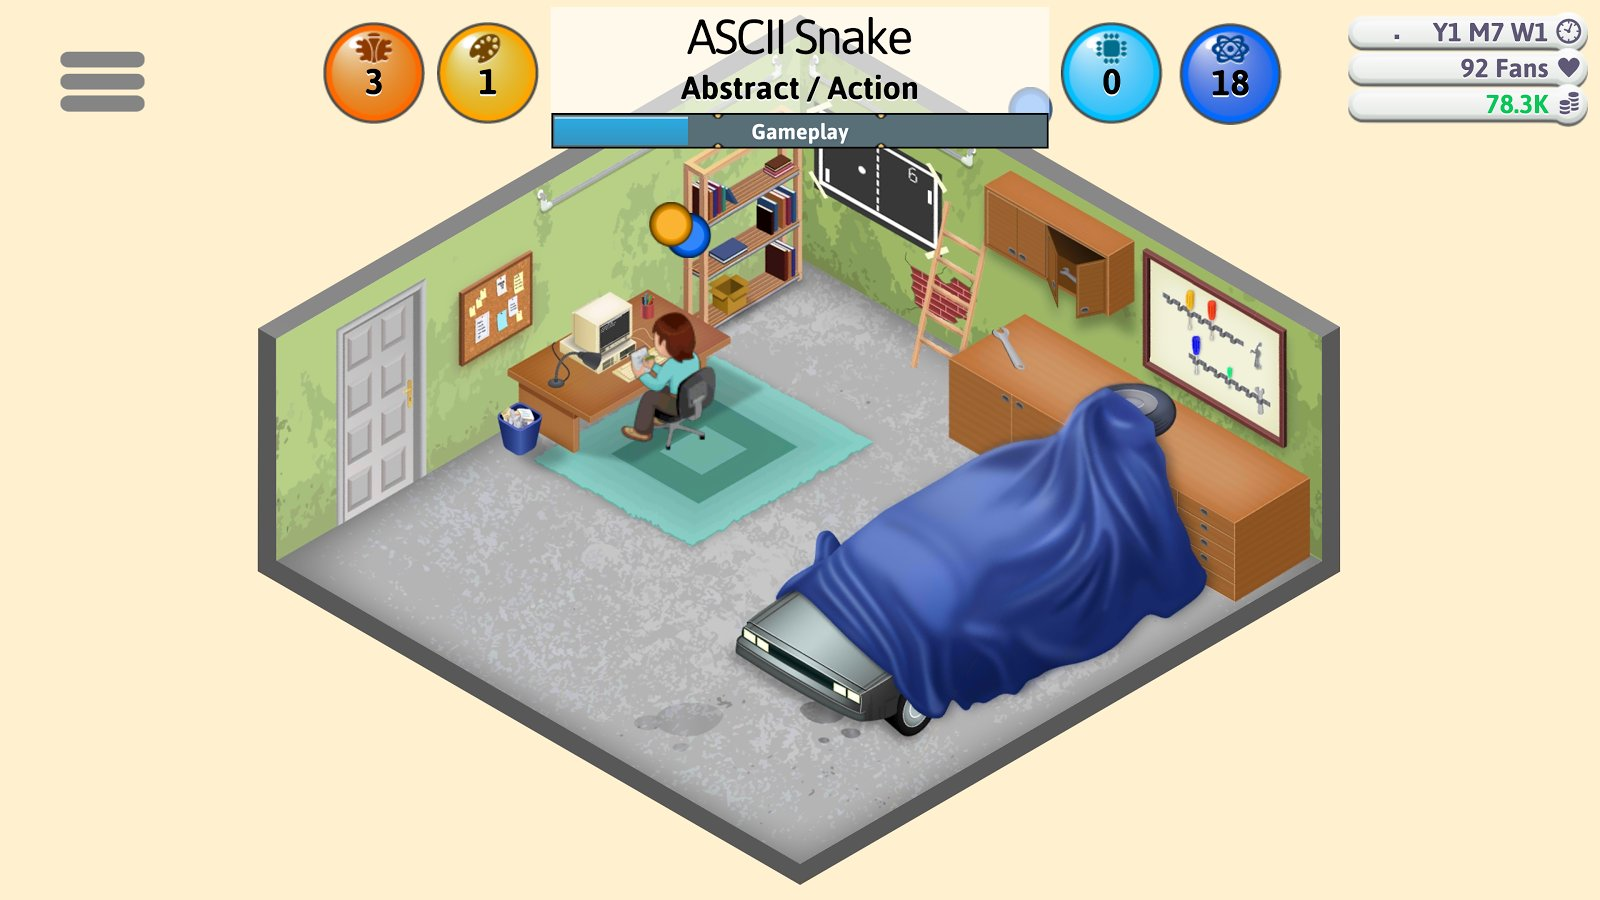 3
1
ASCII Snake
Abstract / Action
Gameplay
0
18
Y1 M7 W1
92 Fans
78.3K
6